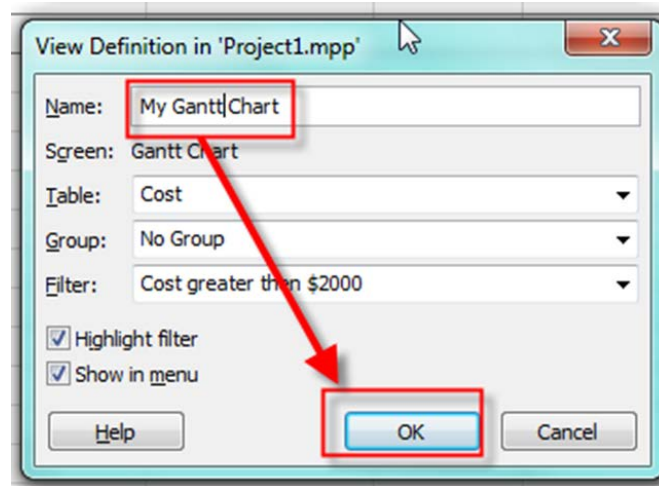 View Definition in 'Project1.mpp'
Name: My Gantt Chart
Screen: Gantt Chart
Table: Cost
Group: No Group
Filter: Cost greater then $2000
Highlight filter
Show in menu
Help OK Cancel